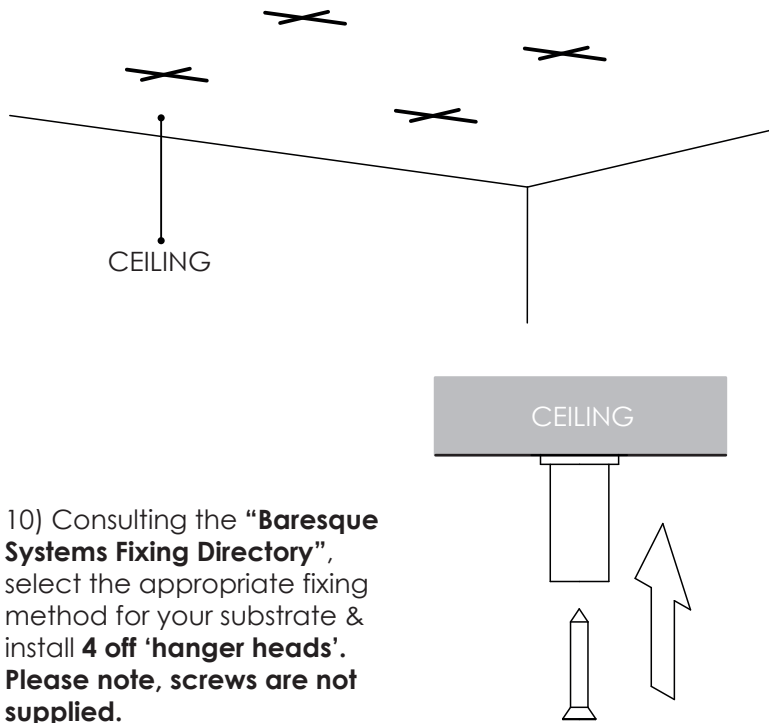 CEILING
CEILING
10) Consulting the “Baresque
Systems Fixing Directory”,
select the appropriate fixing
method for your substrate &
install 4 off ‘hanger heads’.
Please note, screws are not
supplied.